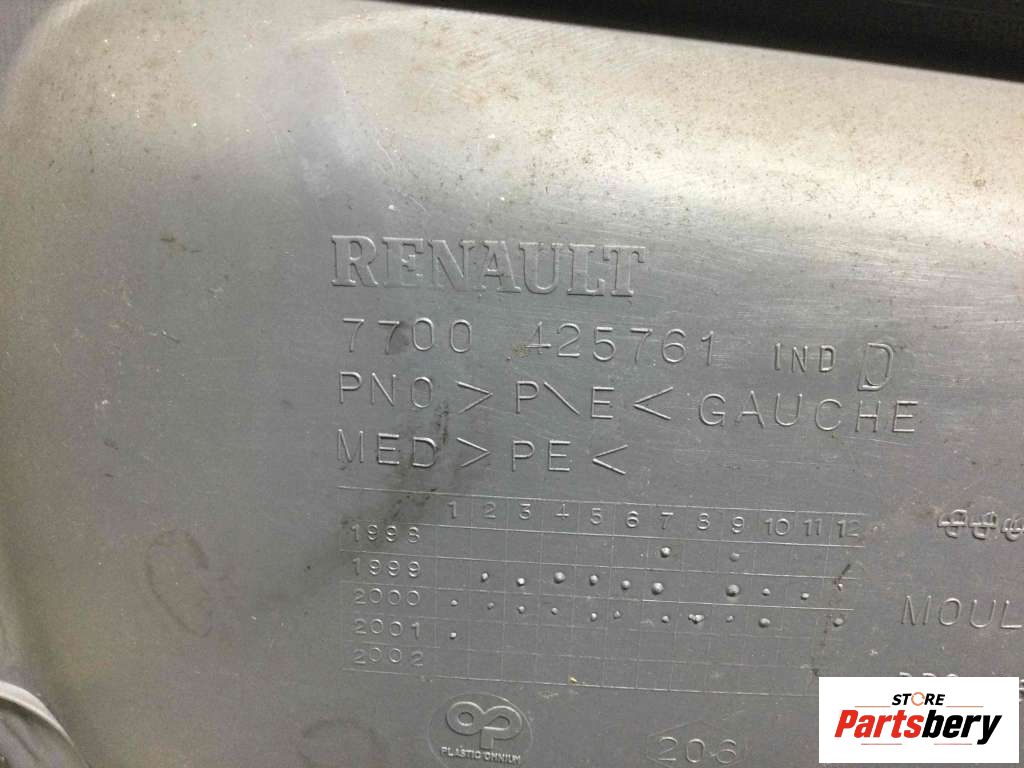 RENAULT
7700 425761 IND D
PNO > P\E < GAUCHE
MED > PE <
1 2 3 4 5 6 7 8 9 10 11 12
1998
1999
2000
2001
2002
MOUL
PLASTIC OMNIUM
206
STORE
Partsbery